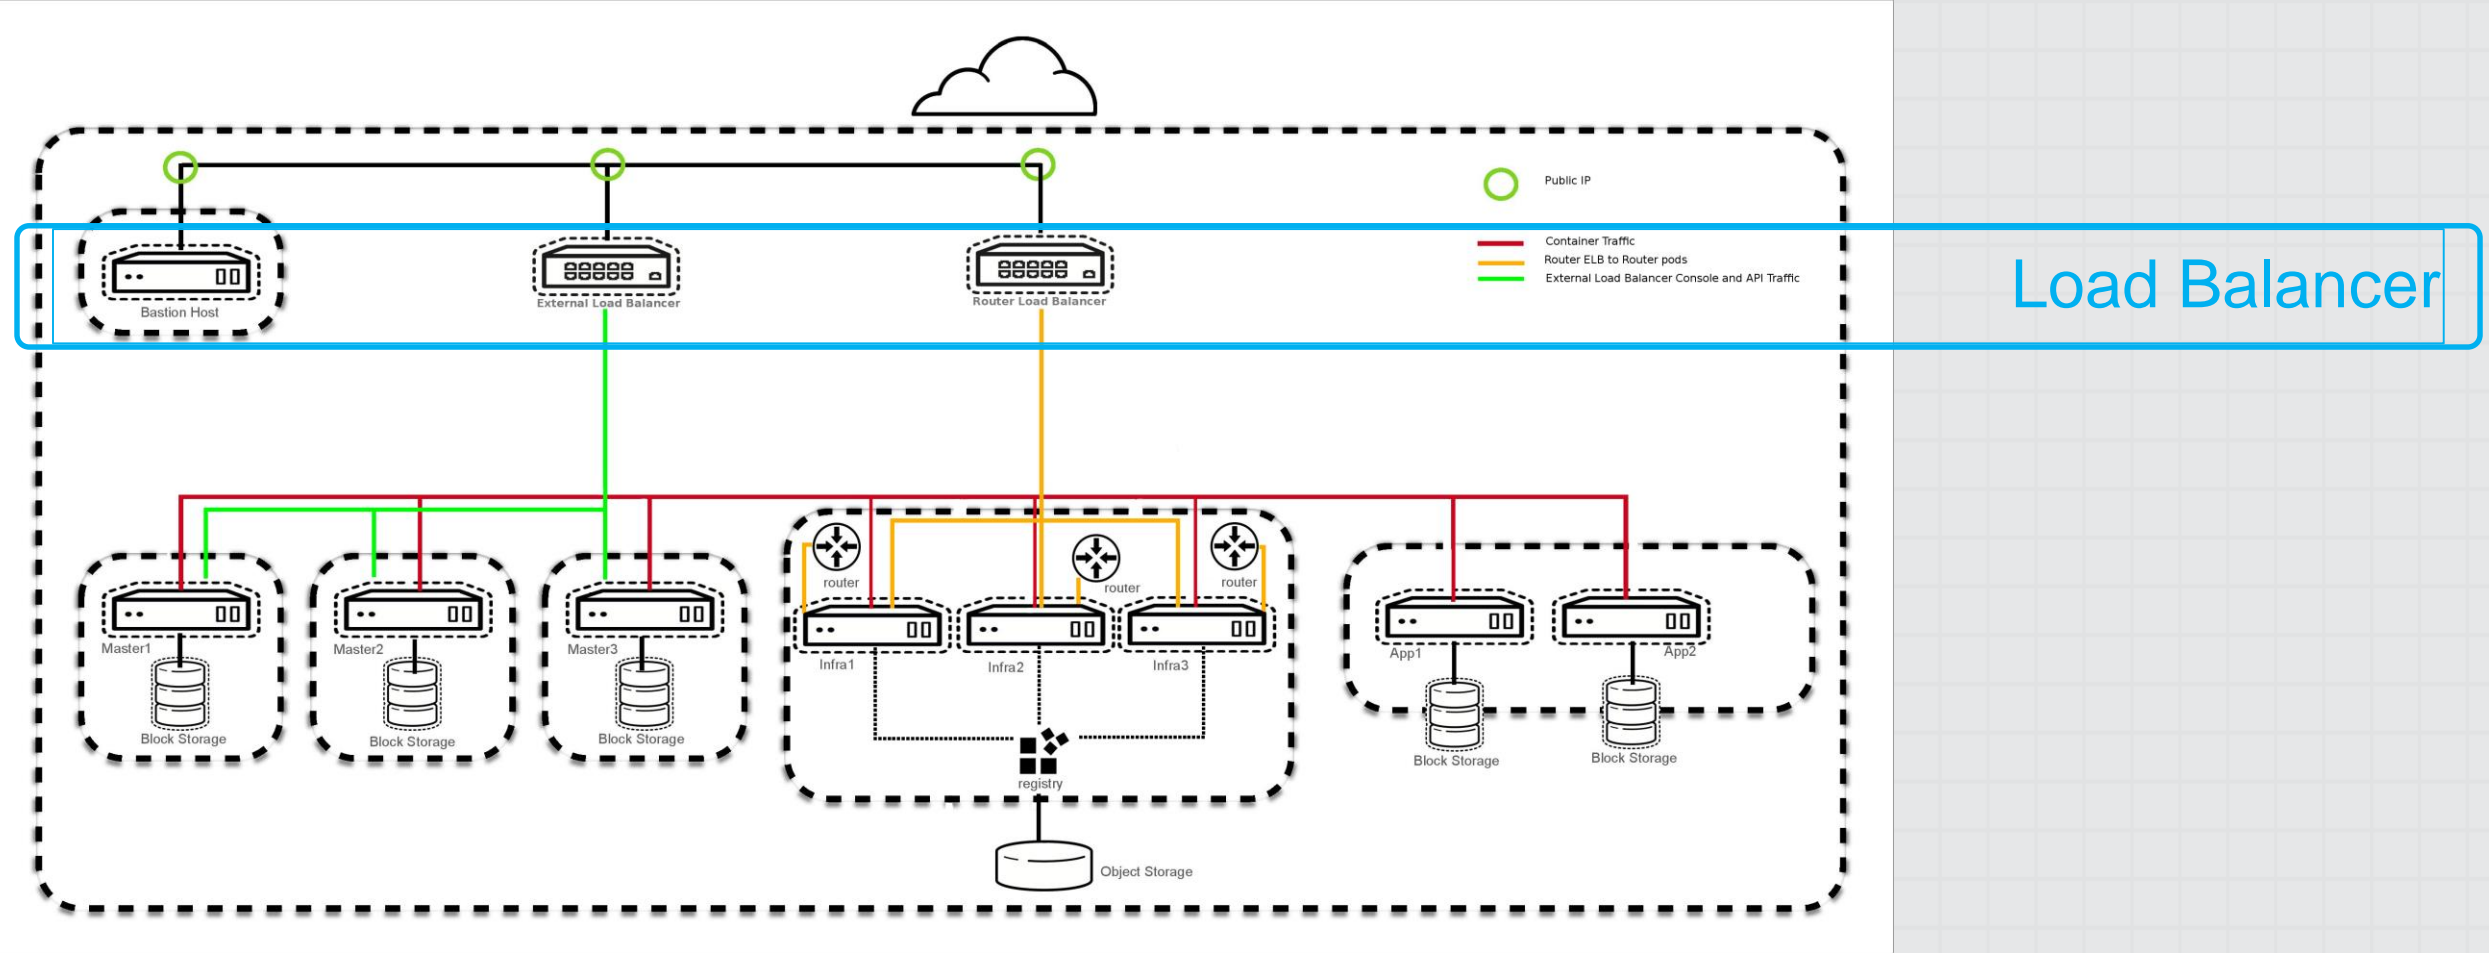 Public IP
Container Traffic
Router ELB to Router pods
External Load Balancer Console and API Traffic
Load Balancer
Bastion Host
External Load Balancer
Router Load Balancer
router
router
router
Master1
Master2
Master3
Infra1
Infra2
Infra3
App1
App2
Block Storage
Block Storage
Block Storage
Block Storage
Block Storage
registry
Object Storage